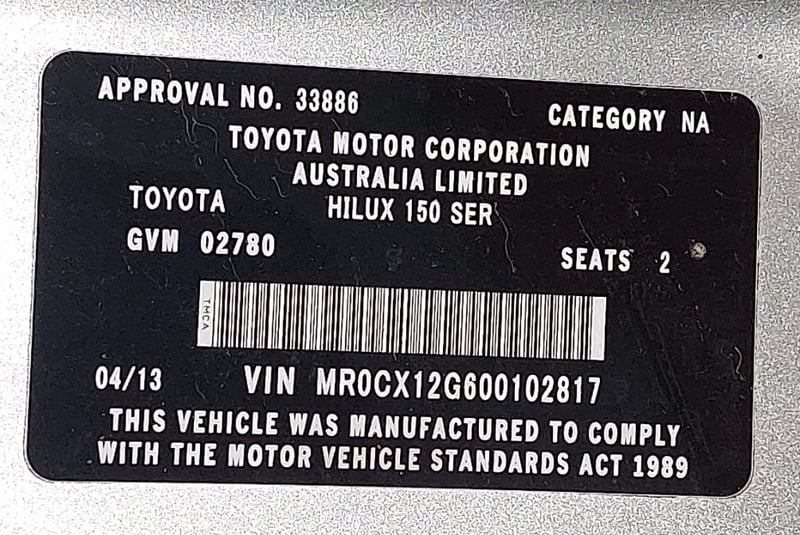 APPROVAL NO. 33886 CATEGORY NA
TOYOTA MOTOR CORPORATION
AUSTRALIA LIMITED
TOYOTA HILUX 150 SER
GVM 02780 SEATS 2
TMCA
04/13 VIN MR0CX12G600102817
THIS VEHICLE WAS MANUFACTURED TO COMPLY
WITH THE MOTOR VEHICLE STANDARDS ACT 1989